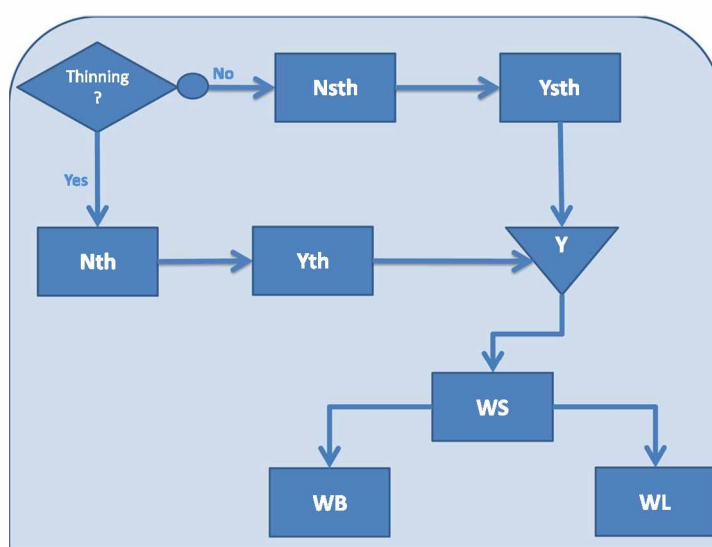 Thinning
?
No
Nsth
Ysth
Yes
Nth
Yth
Y
WS
WB
WL